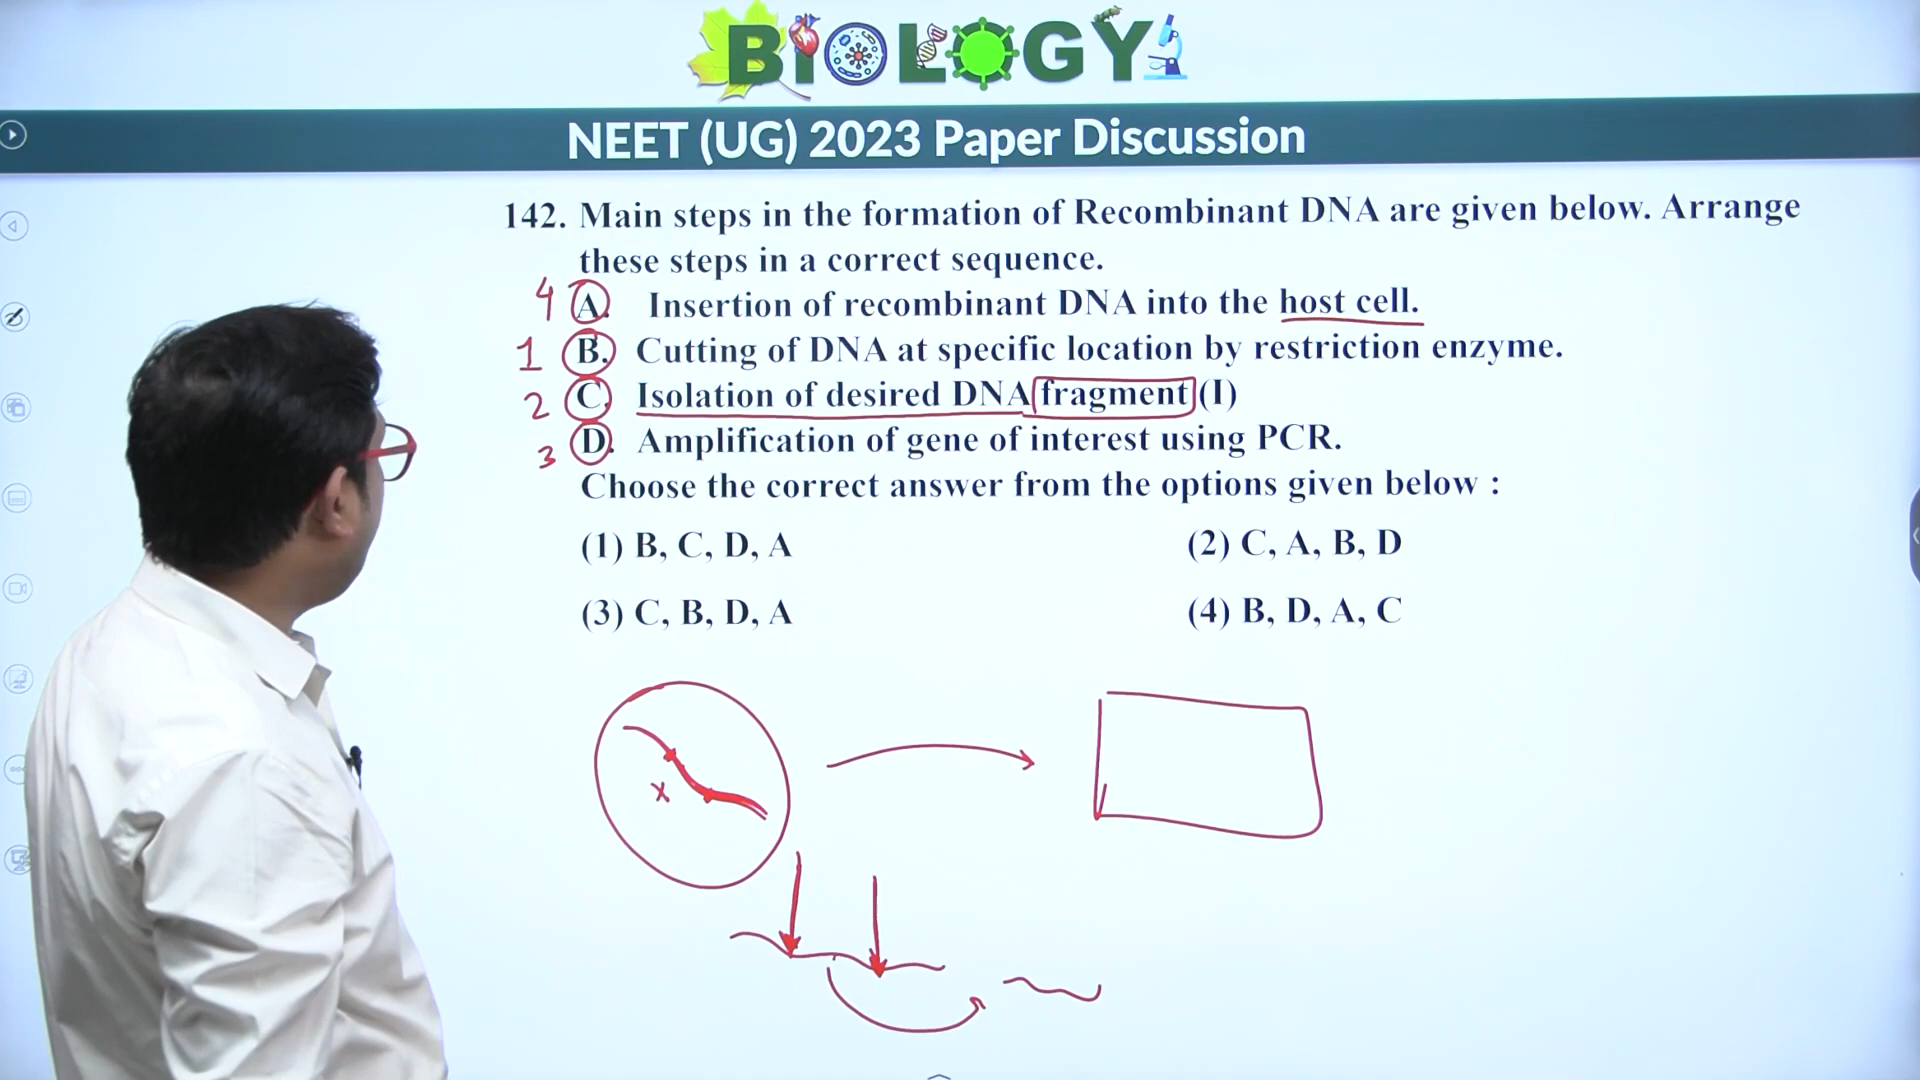 BIOLOGY
NEET (UG) 2023 Paper Discussion
142. Main steps in the formation of Recombinant DNA are given below. Arrange
these steps in a correct sequence.
4 A. Insertion of recombinant DNA into the host cell.
1 B. Cutting of DNA at specific location by restriction enzyme.
2 C. Isolation of desired DNA fragment (I)
3 D. Amplification of gene of interest using PCR.
Choose the correct answer from the options given below :
(1) B, C, D, A (2) C, A, B, D
(3) C, B, D, A (4) B, D, A, C
x